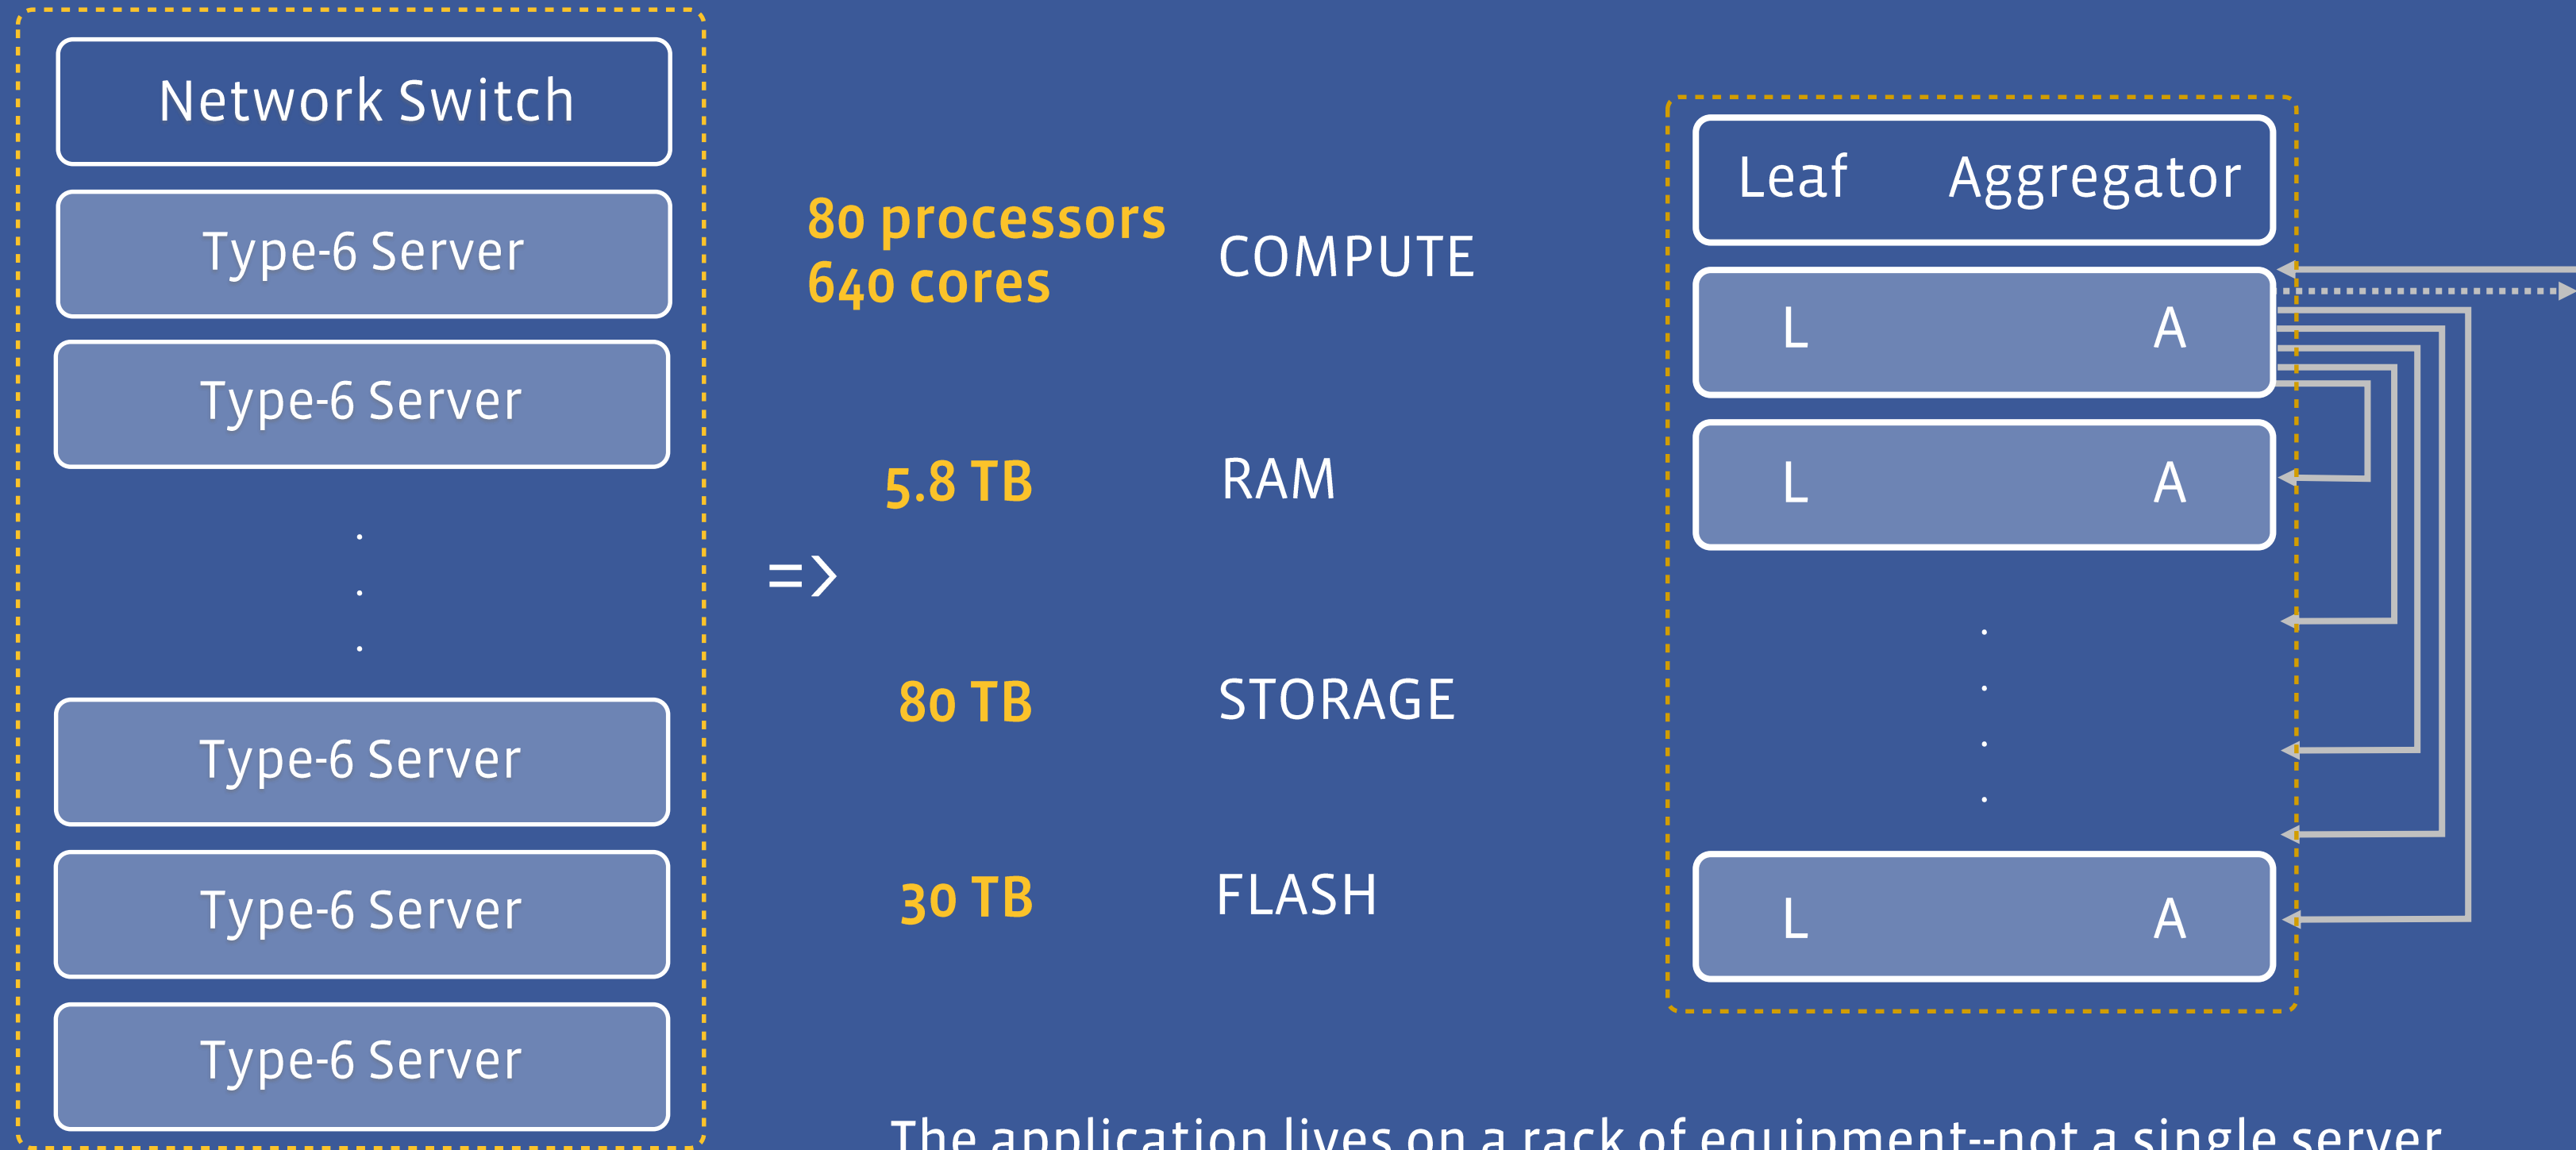 Network Switch
Type-6 Server
Type-6 Server
.
.
.
Type-6 Server
Type-6 Server
Type-6 Server
=>
80 processors
640 cores
COMPUTE
5.8 TB
RAM
80 TB
STORAGE
30 TB
FLASH
Leaf Aggregator
L A
L A
.
.
.
.
L A
The application lives on a rack of equipment--not a single server